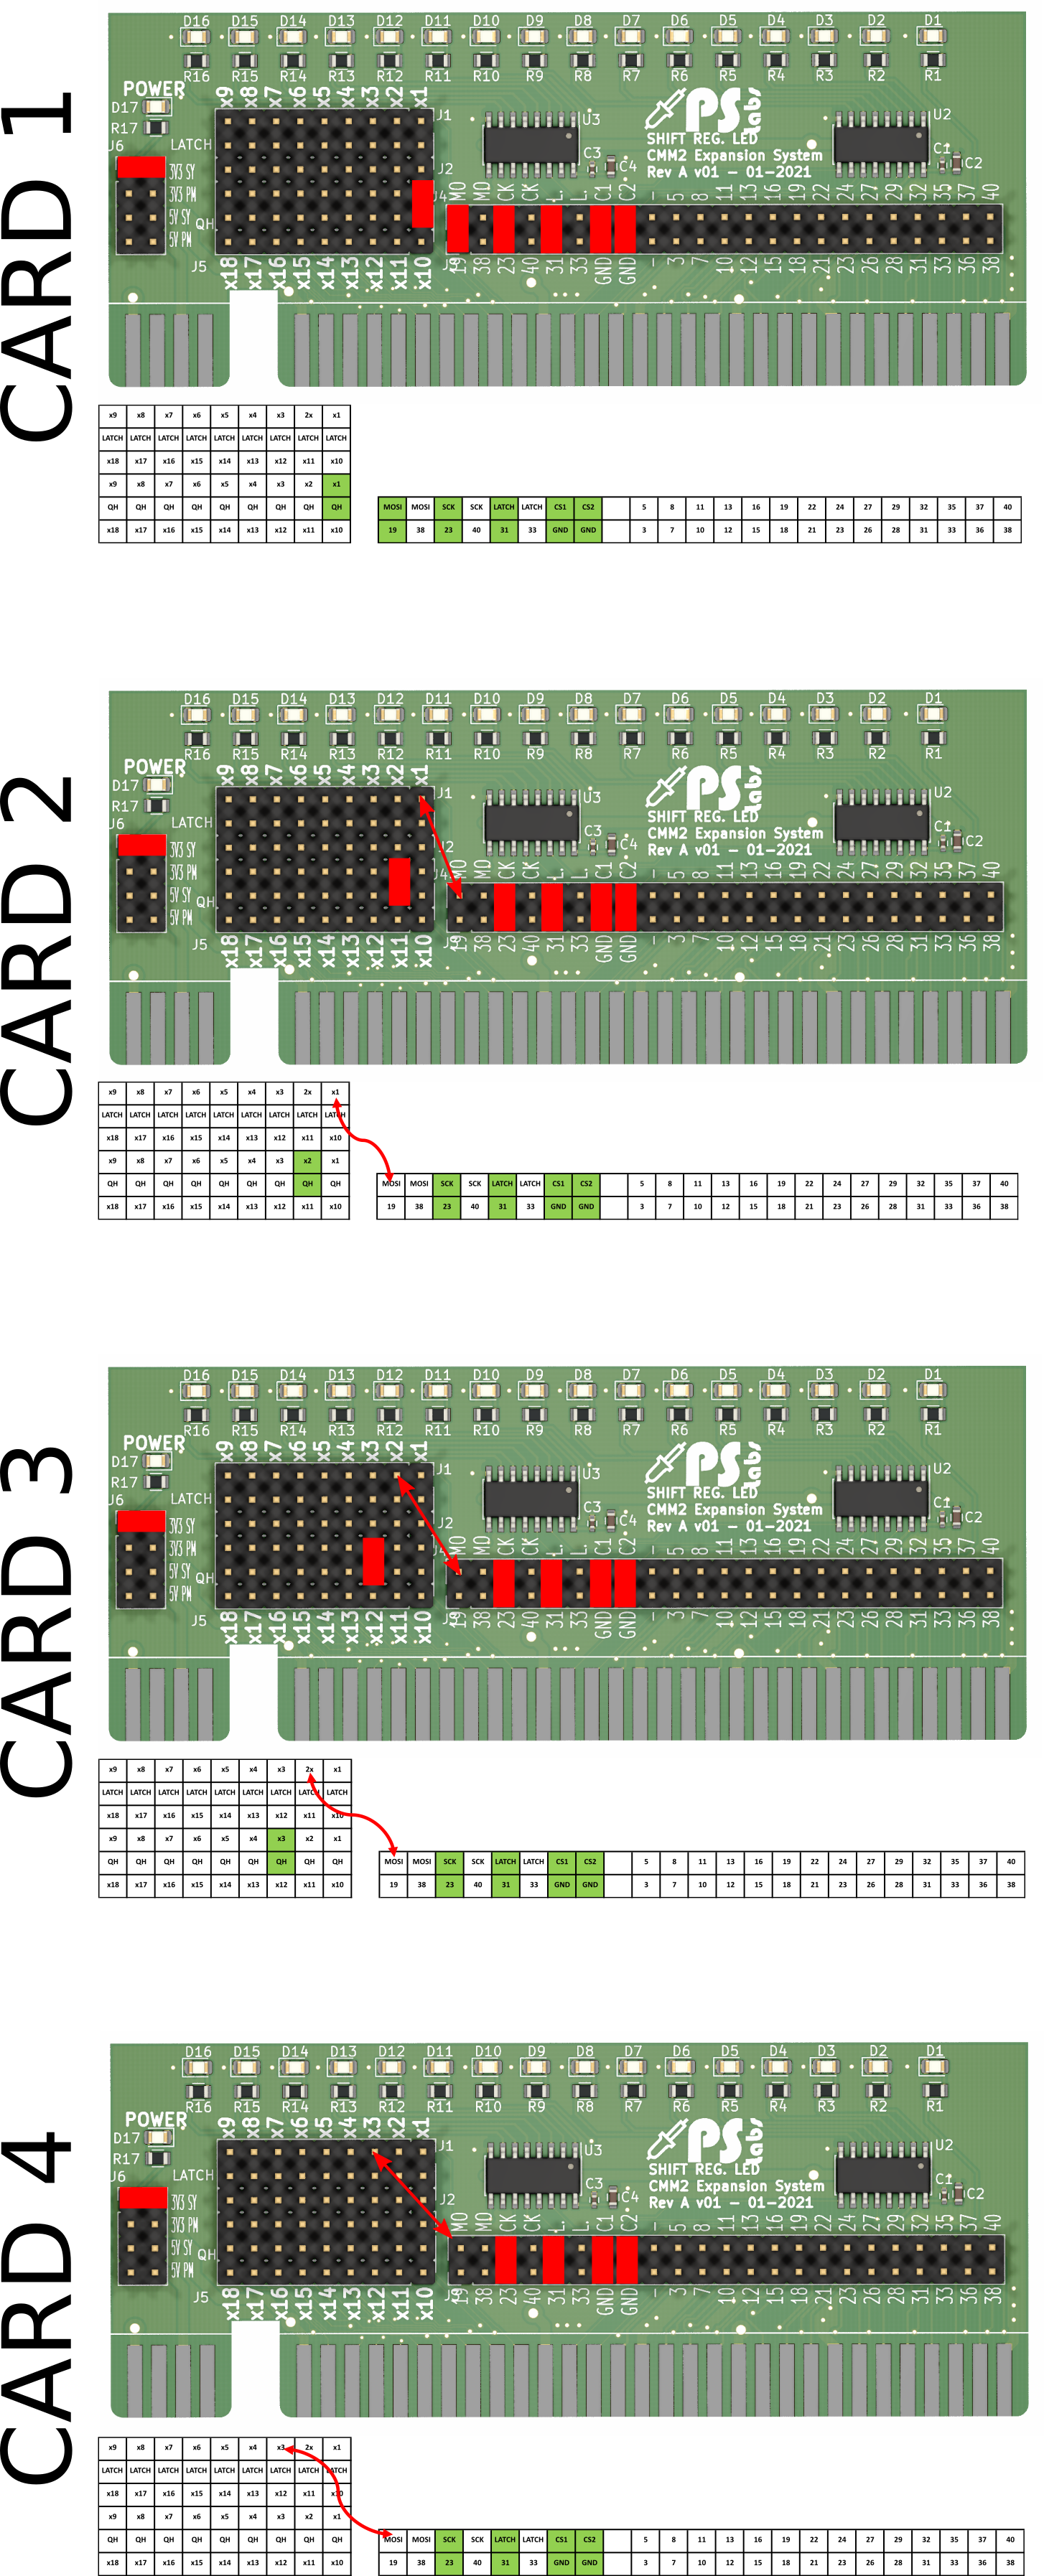 CARD 1
D16 D15 D14 D13 D12 D11 D10 D9 D8 D7 D6 D5 D4 D3 D2 D1
R16 R15 R14 R13 R12 R11 R10 R9 R8 R7 R6 R5 R4 R3 R2 R1
POWER
D17
R17
J6
3V3 SY
3V3 PM
5V SY
5V PM
x9 x8 x7 x6 x5 x4 x3 x2 x1
J1
LATCH
J2
QH
J5
x18 x17 x16 x15 x14 x13 x12 x11 x10
U3
C3 C4
PS Labs
SHIFT REG. LED
CMM2 Expansion System
Rev A v01 - 01-2021
U2
C1 C2
MO MO CK CK L. L. C1 C2 - 5 8 11 13 16 19 22 24 27 29 32 35 37 40
19 38 23 40 31 33 GND GND - 3 7 10 12 15 18 21 23 26 28 31 33 36 38
x9 x8 x7 x6 x5 x4 x3 2x x1
LATCH LATCH LATCH LATCH LATCH LATCH LATCH LATCH LATCH
x18 x17 x16 x15 x14 x13 x12 x11 x10
x9 x8 x7 x6 x5 x4 x3 x2 x1
QH QH QH QH QH QH QH QH QH
x18 x17 x16 x15 x14 x13 x12 x11 x10
MOSI MOSI SCK SCK LATCH LATCH CS1 CS2 5 8 11 13 16 19 22 24 27 29 32 35 37 40
19 38 23 40 31 33 GND GND 3 7 10 12 15 18 21 23 26 28 31 33 36 38
CARD 2
D16 D15 D14 D13 D12 D11 D10 D9 D8 D7 D6 D5 D4 D3 D2 D1
R16 R15 R14 R13 R12 R11 R10 R9 R8 R7 R6 R5 R4 R3 R2 R1
POWER
D17
R17
J6
3V3 SY
3V3 PM
5V SY
5V PM
x9 x8 x7 x6 x5 x4 x3 x2 x1
J1
LATCH
J2
QH
J5
x18 x17 x16 x15 x14 x13 x12 x11 x10
U3
C3 C4
PS Labs
SHIFT REG. LED
CMM2 Expansion System
Rev A v01 - 01-2021
U2
C1 C2
MO MO CK CK L. L. C1 C2 - 5 8 11 13 16 19 22 24 27 29 32 35 37 40
19 38 23 40 31 33 GND GND - 3 7 10 12 15 18 21 23 26 28 31 33 36 38
x9 x8 x7 x6 x5 x4 x3 2x x1
LATCH LATCH LATCH LATCH LATCH LATCH LATCH LATCH LATCH
x18 x17 x16 x15 x14 x13 x12 x11 x10
x9 x8 x7 x6 x5 x4 x3 x2 x1
QH QH QH QH QH QH QH QH QH
x18 x17 x16 x15 x14 x13 x12 x11 x10
MOSI MOSI SCK SCK LATCH LATCH CS1 CS2 5 8 11 13 16 19 22 24 27 29 32 35 37 40
19 38 23 40 31 33 GND GND 3 7 10 12 15 18 21 23 26 28 31 33 36 38
CARD 3
D16 D15 D14 D13 D12 D11 D10 D9 D8 D7 D6 D5 D4 D3 D2 D1
R16 R15 R14 R13 R12 R11 R10 R9 R8 R7 R6 R5 R4 R3 R2 R1
POWER
D17
R17
J6
3V3 SY
3V3 PM
5V SY
5V PM
x9 x8 x7 x6 x5 x4 x3 x2 x1
J1
LATCH
J2
QH
J5
x18 x17 x16 x15 x14 x13 x12 x11 x10
U3
C3 C4
PS Labs
SHIFT REG. LED
CMM2 Expansion System
Rev A v01 - 01-2021
U2
C1 C2
MO MO CK CK L. L. C1 C2 - 5 8 11 13 16 19 22 24 27 29 32 35 37 40
19 38 23 40 31 33 GND GND - 3 7 10 12 15 18 21 23 26 28 31 33 36 38
x9 x8 x7 x6 x5 x4 x3 2x x1
LATCH LATCH LATCH LATCH LATCH LATCH LATCH LATCH LATCH
x18 x17 x16 x15 x14 x13 x12 x11 x10
x9 x8 x7 x6 x5 x4 x3 x2 x1
QH QH QH QH QH QH QH QH QH
x18 x17 x16 x15 x14 x13 x12 x11 x10
MOSI MOSI SCK SCK LATCH LATCH CS1 CS2 5 8 11 13 16 19 22 24 27 29 32 35 37 40
19 38 23 40 31 33 GND GND 3 7 10 12 15 18 21 23 26 28 31 33 36 38
CARD 4
D16 D15 D14 D13 D12 D11 D10 D9 D8 D7 D6 D5 D4 D3 D2 D1
R16 R15 R14 R13 R12 R11 R10 R9 R8 R7 R6 R5 R4 R3 R2 R1
POWER
D17
R17
J6
3V3 SY
3V3 PM
5V SY
5V PM
x9 x8 x7 x6 x5 x4 x3 x2 x1
J1
LATCH
J2
QH
J5
x18 x17 x16 x15 x14 x13 x12 x11 x10
U3
C3 C4
PS Labs
SHIFT REG. LED
CMM2 Expansion System
Rev A v01 - 01-2021
U2
C1 C2
MO MO CK CK L. L. C1 C2 - 5 8 11 13 16 19 22 24 27 29 32 35 37 40
19 38 23 40 31 33 GND GND - 3 7 10 12 15 18 21 23 26 28 31 33 36 38
x9 x8 x7 x6 x5 x4 x3 2x x1
LATCH LATCH LATCH LATCH LATCH LATCH LATCH LATCH LATCH
x18 x17 x16 x15 x14 x13 x12 x11 x10
x9 x8 x7 x6 x5 x4 x3 x2 x1
QH QH QH QH QH QH QH QH QH
x18 x17 x16 x15 x14 x13 x12 x11 x10
MOSI MOSI SCK SCK LATCH LATCH CS1 CS2 5 8 11 13 16 19 22 24 27 29 32 35 37 40
19 38 23 40 31 33 GND GND 3 7 10 12 15 18 21 23 26 28 31 33 36 38